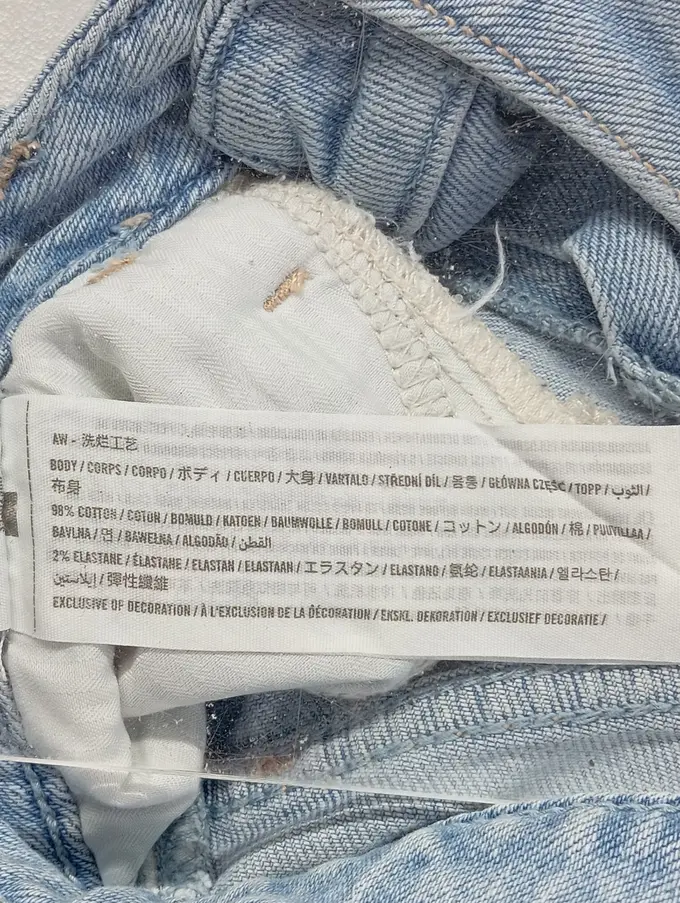 AW - 洗烂工艺
BODY / CORPS / CORPO / ボディ / CUERPO / 大身 / VARTALO / STŘEDNÍ DÍL / 몸통 / GŁÓWNA CZĘŚĆ / TOPP / الثوب /
布身
98% COTTON / COTON / BOMULD / KATOEN / BAUMWOLLE / BOMULL / COTONE / コットン / ALGODÓN / 棉 / PUUVILLAA /
BAVLNA / 면 / BAWEŁNA / ALGODÃO / القطن
2% ELASTANE / ÉLASTHANE / ELASTAN / ELASTAAN / エラスタン / ELASTANO / 氨纶 / ELASTAANIA / 엘라스탄 /
إيلاستين / 彈性纖維
EXCLUSIVE OF DECORATION / À L'EXCLUSION DE LA DÉCORATION / EKSKL. DEKORATION / EXCLUSIEF DECORATIE /